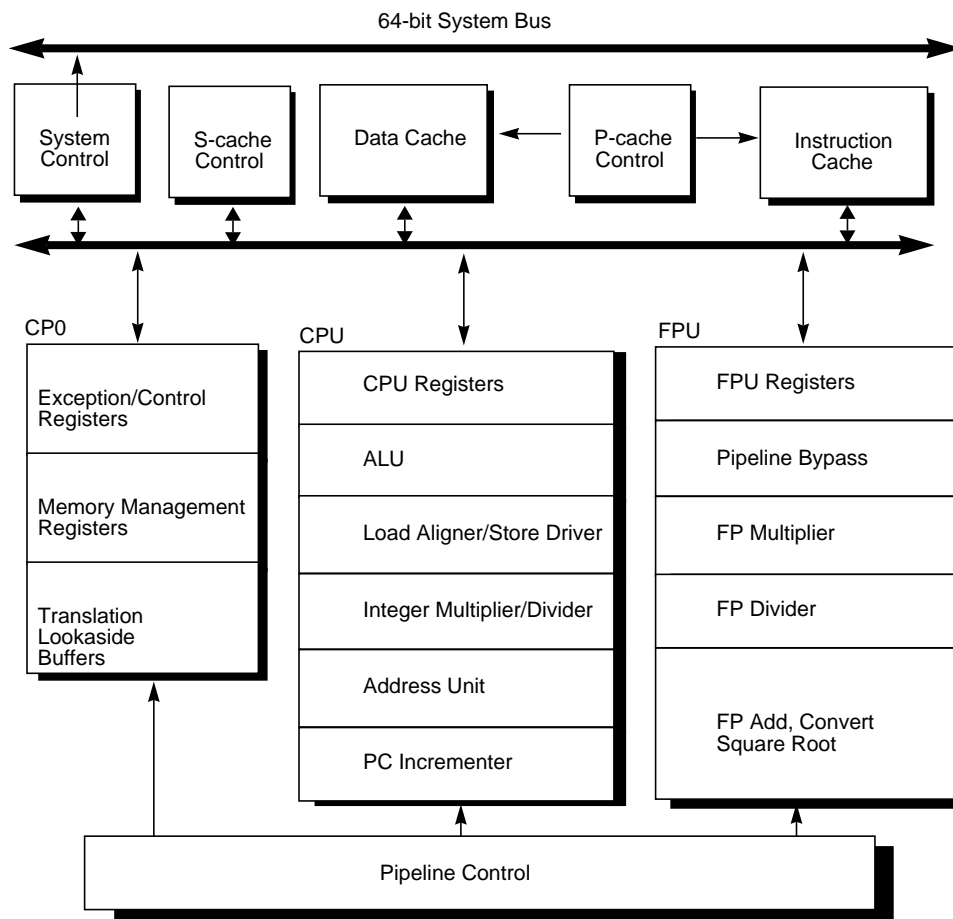 64-bit System Bus
System
Control
S-cache
Control
Data Cache
P-cache
Control
Instruction
Cache
CP0
Exception/Control
Registers
Memory Management
Registers
Translation
Lookaside
Buffers
CPU
CPU Registers
ALU
Load Aligner/Store Driver
Integer Multiplier/Divider
Address Unit
PC Incrementer
FPU
FPU Registers
Pipeline Bypass
FP Multiplier
FP Divider
FP Add, Convert
Square Root
Pipeline Control